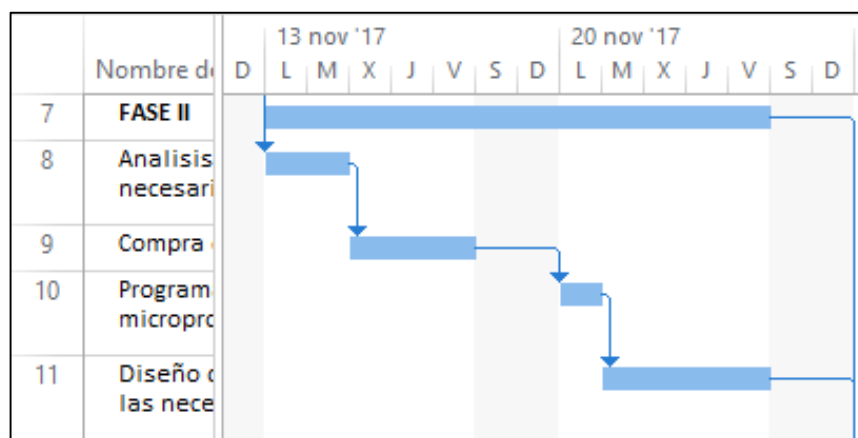 13 nov '17 20 nov '17
Nombre de D L M X J V S D L M X J V S D
7 FASE II
8 Analisis
necesari
9 Compra
10 Program
micropro
11 Diseño
las nece